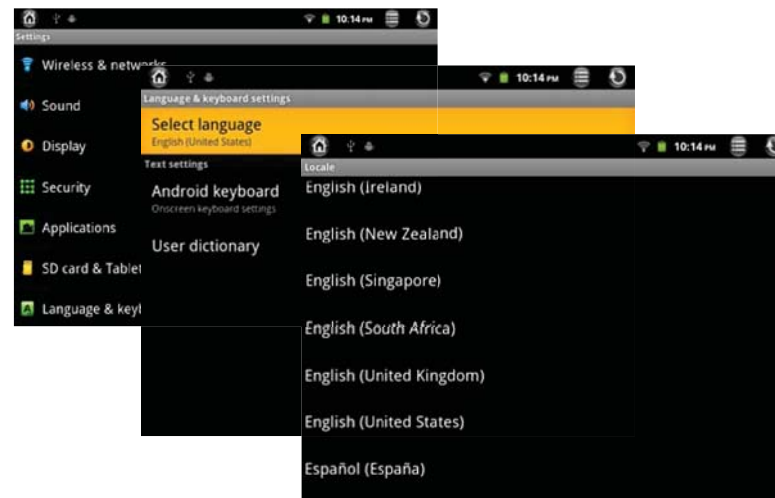 10:14 PM
Settings
Wireless & networks
Sound
Display
Security
Applications
SD card & Tablet
Language & keyb
10:14 PM
Language & keyboard settings
Select language
English (United States)
Text settings
Android keyboard
Onscreen keyboard settings
User dictionary
10:14 PM
Locale
English (Ireland)
English (New Zealand)
English (Singapore)
English (South Africa)
English (United Kingdom)
English (United States)
Español (España)